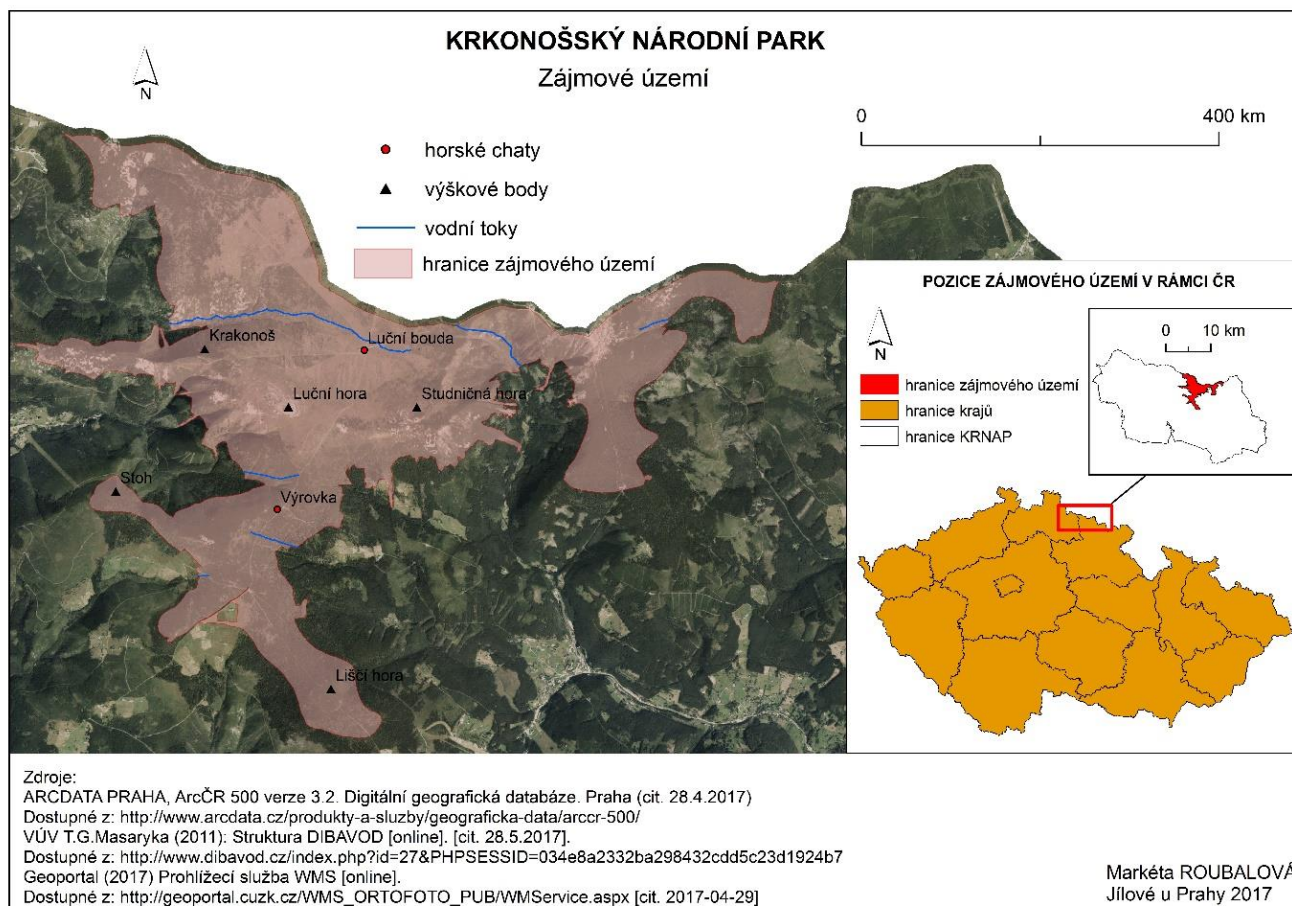 KRKONOŠSKÝ NÁRODNÍ PARK
Zájmové území
N
0 400 km
horské chaty
výškové body
vodní toky
hranice zájmového území
Krakonoš
Luční bouda
Luční hora
Studničná hora
Stoh
Výrovka
Liščí hora
POZICE ZÁJMOVÉHO ÚZEMÍ V RÁMCI ČR
N
0 10 km
hranice zájmového území
hranice krajů
hranice KRNAP
Zdroje:
ARCDATA PRAHA, ArcČR 500 verze 3.2. Digitální geografická databáze. Praha (cit. 28.4.2017)
Dostupné z: http://www.arcdata.cz/produkty-a-sluzby/geograficka-data/arccr-500/
VÚV T.G.Masaryka (2011): Struktura DIBAVOD [online]. [cit. 28.5.2017].
Dostupné z: http://www.dibavod.cz/index.php?id=27&PHPSESSID=034e8a2332ba298432cdd5c23d1924b7
Geoportal (2017) Prohlížecí služba WMS [online].
Dostupné z: http://geoportal.cuzk.cz/WMS_ORTOFOTO_PUB/WMService.aspx [cit. 2017-04-29]
Markéta ROUBALOVÁ
Jílové u Prahy 2017